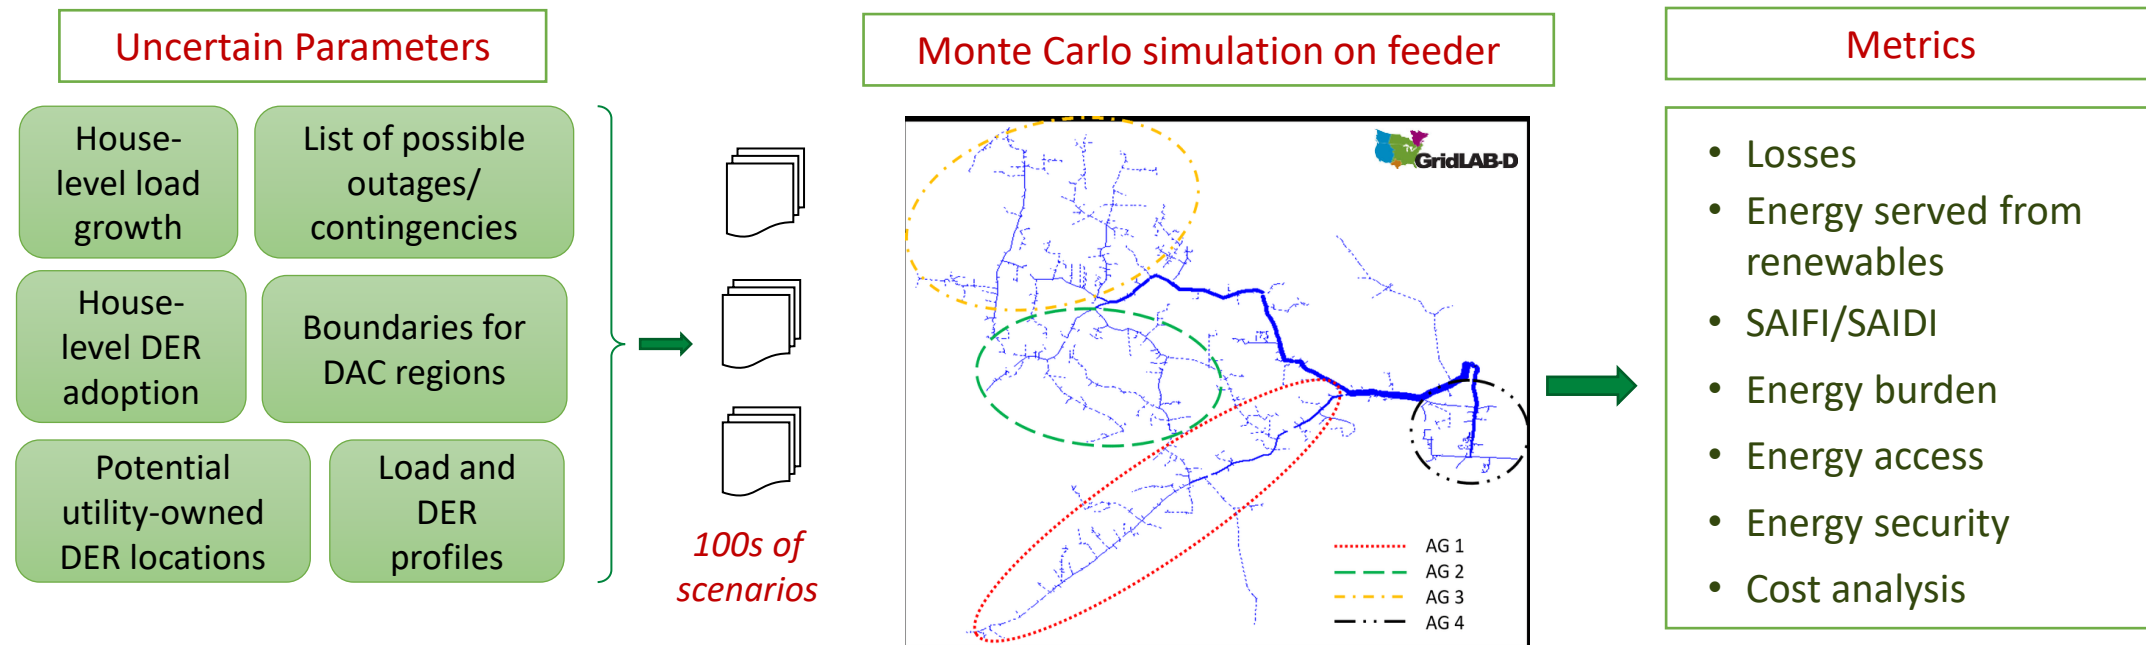 Uncertain Parameters
House-
level load
growth
List of possible
outages/
contingencies
House-
level DER
adoption
Boundaries for
DAC regions
Potential
utility-owned
DER locations
Load and
DER
profiles
100s of
scenarios
Monte Carlo simulation on feeder
GridLAB-D
AG 1
AG 2
AG 3
AG 4
Metrics
• Losses
• Energy served from
renewables
• SAIFI/SAIDI
• Energy burden
• Energy access
• Energy security
• Cost analysis